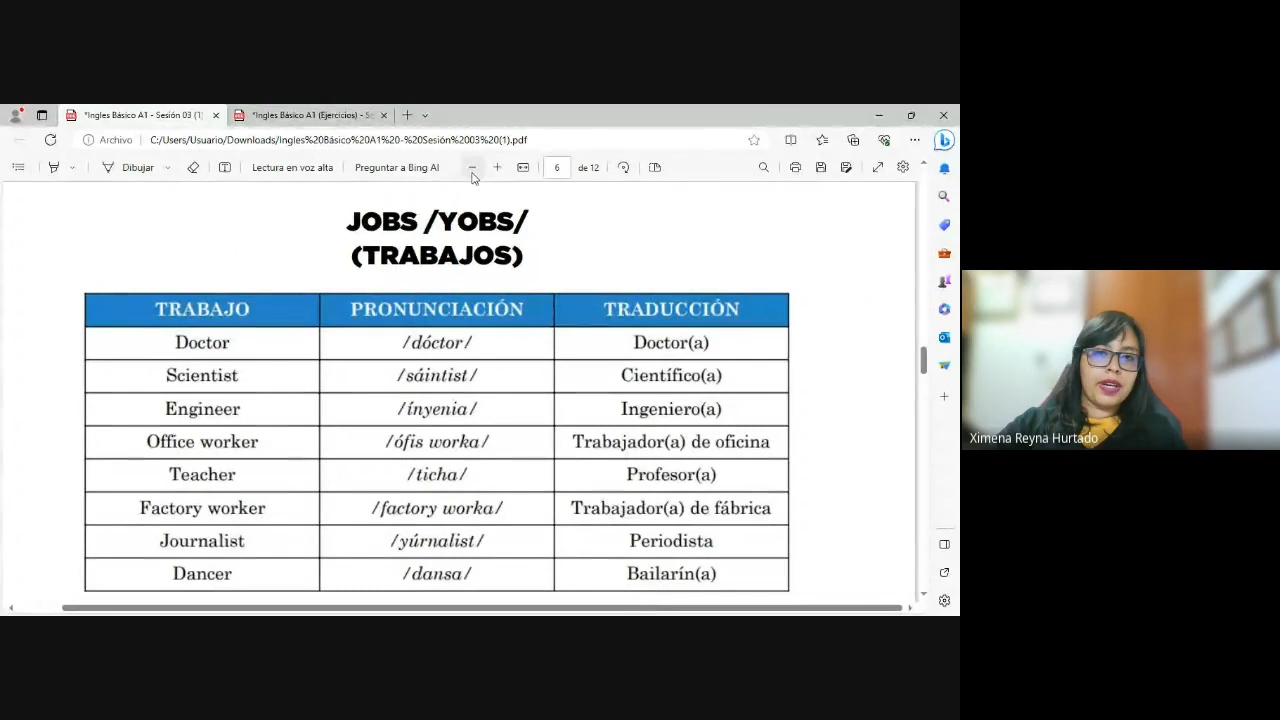 *Ingles Básico A1 - Sesión 03 (1)
*Ingles Básico A1 (Ejercicios) - Se
Archivo
C:/Users/Usuario/Downloads/Ingles%20Básico%20A1%20-%20Sesión%2003%20(1).pdf
Dibujar
Lectura en voz alta
Preguntar a Bing AI
6 de 12
JOBS /YOBS/
(TRABAJOS)
TRABAJO PRONUNCIACIÓN TRADUCCIÓN
Doctor /dóctor/ Doctor(a)
Scientist /sáintist/ Científico(a)
Engineer /ínyenia/ Ingeniero(a)
Office worker /ófis worka/ Trabajador(a) de oficina
Teacher /ticha/ Profesor(a)
Factory worker /factory worka/ Trabajador(a) de fábrica
Journalist /yúrnalist/ Periodista
Dancer /dansa/ Bailarín(a)
Ximena Reyna Hurtado